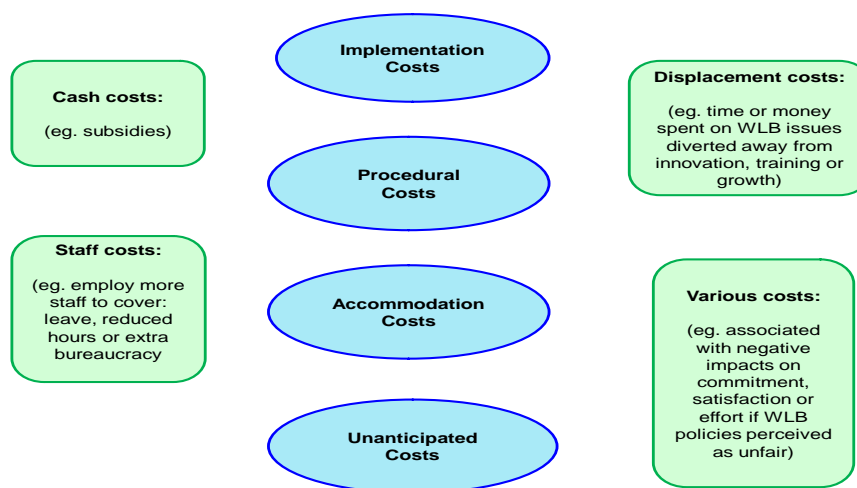 Implementation
Costs
Cash costs:
(eg. subsidies)
Displacement costs:
(eg. time or money
spent on WLB issues
diverted away from
innovation, training or
growth)
Procedural
Costs
Staff costs:
(eg. employ more
staff to cover:
leave, reduced
hours or extra
bureaucracy
Accommodation
Costs
Various costs:
(eg. associated
with negative
impacts on
commitment,
satisfaction or
effort if WLB
policies perceived
as unfair)
Unanticipated
Costs